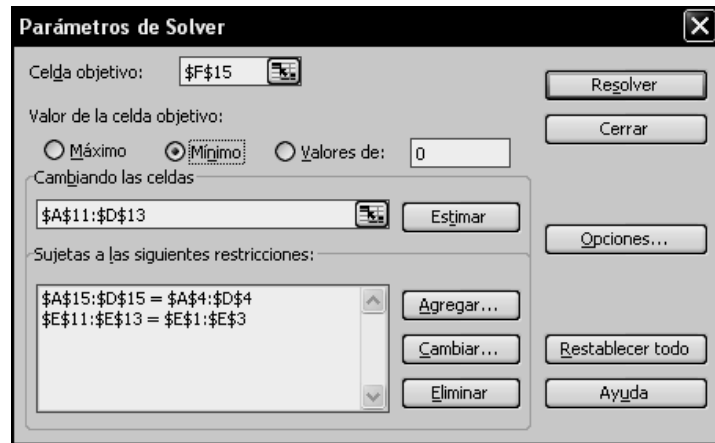 Parámetros de Solver
Celda objetivo: $F$15
Resolver
Valor de la celda objetivo:
Cerrar
Máximo Mínimo Valores de: 0
Cambiando las celdas
$A$11:$D$13 Estimar
Opciones...
Sujetas a las siguientes restricciones:
$A$15:$D$15 = $A$4:$D$4
$E$11:$E$13 = $E$1:$E$3
Agregar...
Cambiar... Restablecer todo
Eliminar Ayuda